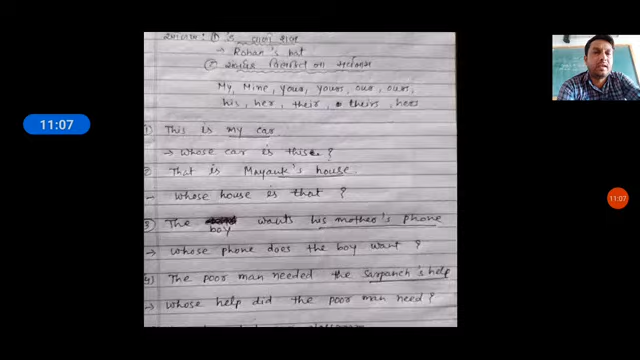 11:07
→ Rohan's bat
My, Mine, your, yours, our, ours,
his, her, their, theirs, hers
1) This is my car
→ Whose car is this?
2) That is Mayank's house.
- Whose house is that?
3) The boy wants his mother's phone
→ Whose phone does the boy want?
4) The poor man needed the Sarpanch's help
→ Whose help did the poor man need?
11:07